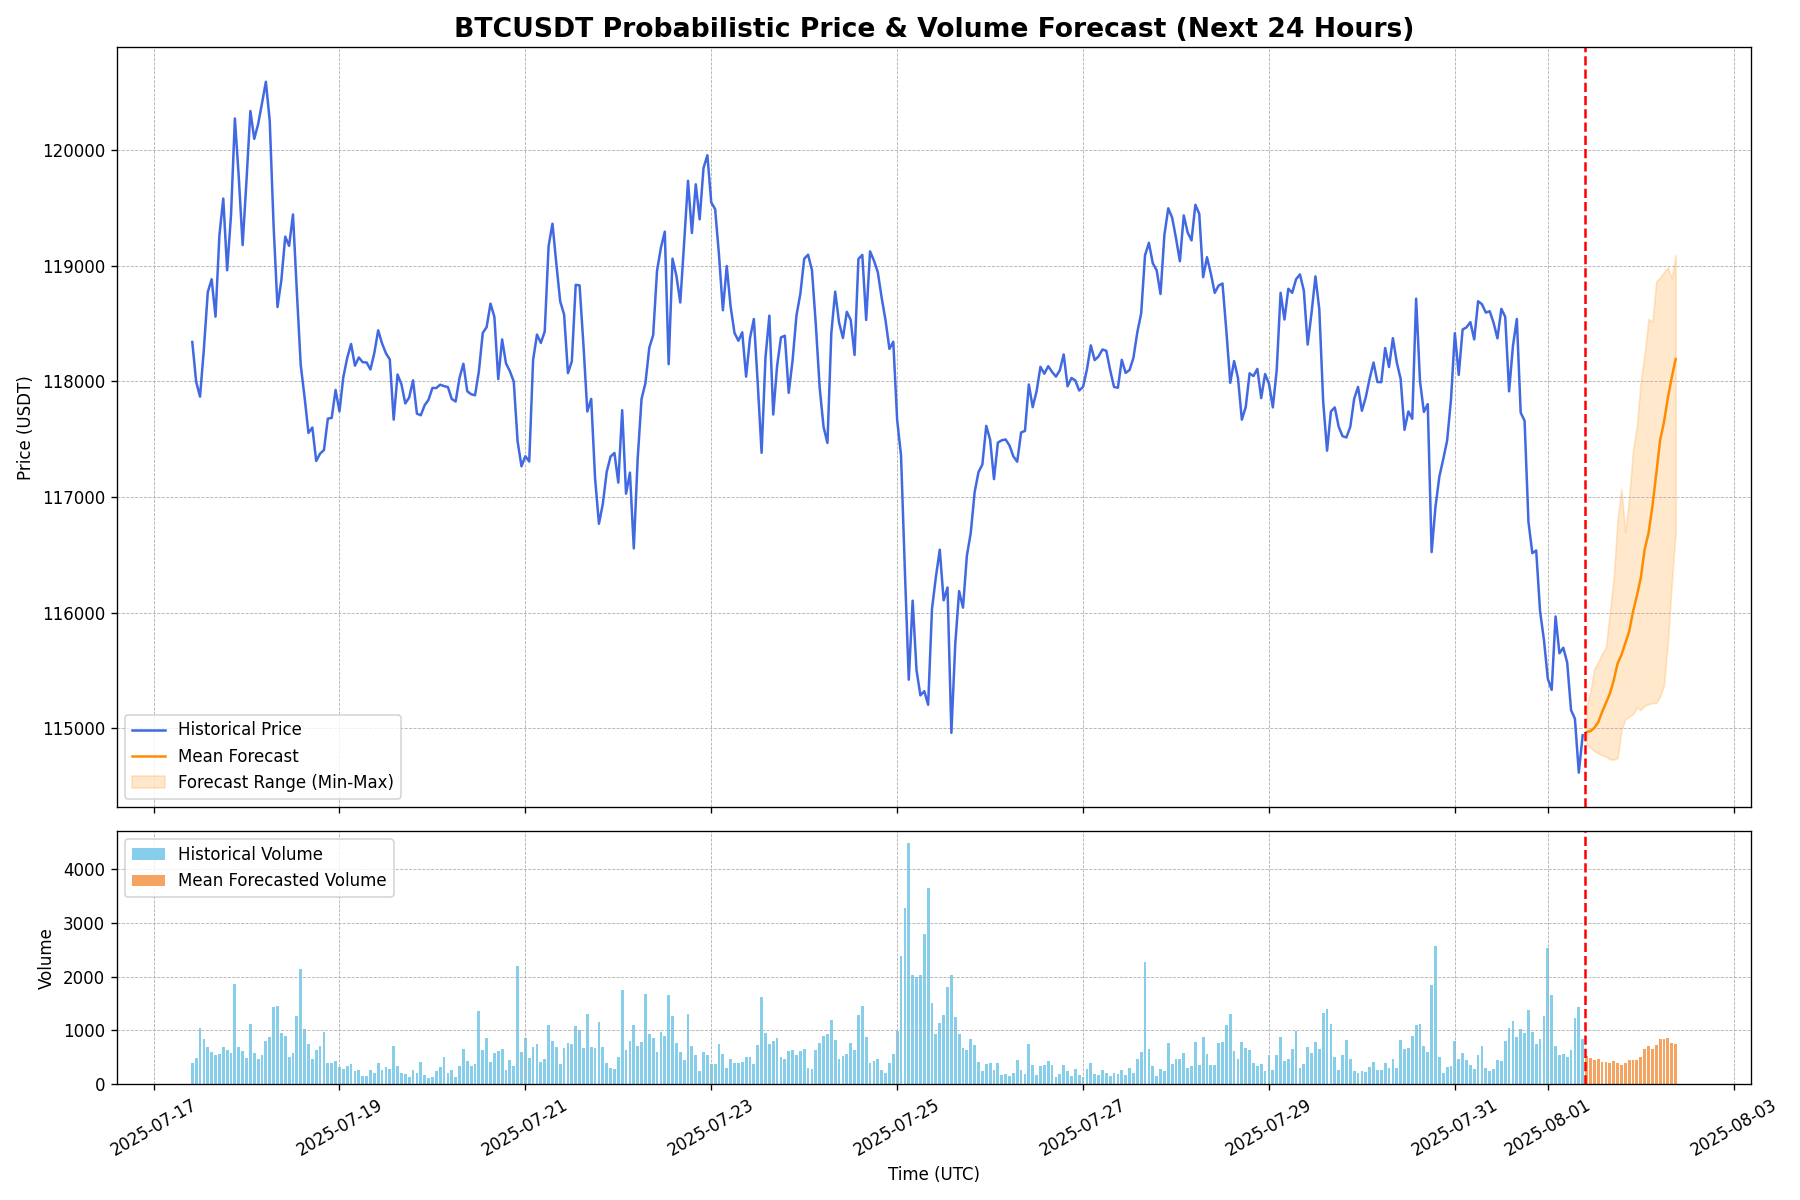 BTCUSDT Probabilistic Price & Volume Forecast (Next 24 Hours)
Price (USDT)
120000
119000
118000
117000
116000
115000
Historical Price
Mean Forecast
Forecast Range (Min-Max)
Volume
4000
3000
2000
1000
0
Historical Volume
Mean Forecasted Volume
2025-07-17
2025-07-19
2025-07-21
2025-07-23
2025-07-25
2025-07-27
2025-07-29
2025-07-31
2025-08-01
2025-08-03
Time (UTC)